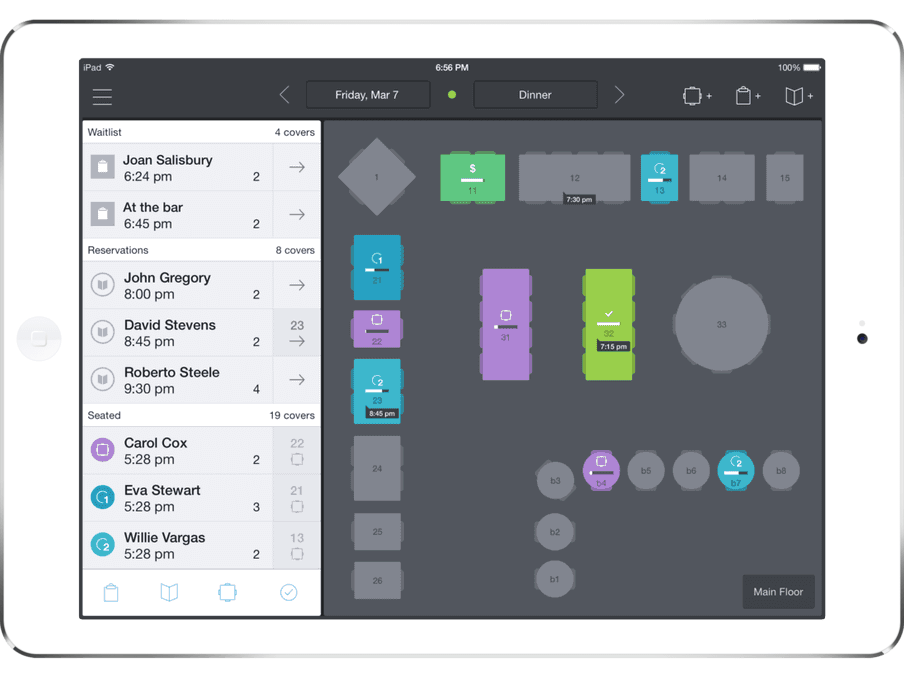 iPad 6:56 PM 100%
Friday, Mar 7 Dinner + + +
Waitlist 4 covers
Joan Salisbury
6:24 pm 2
At the bar
6:45 pm 2
Reservations 8 covers
John Gregory
8:00 pm 2
David Stevens 23
8:45 pm 2
Roberto Steele
9:30 pm 4
Seated 19 covers
Carol Cox 22
5:28 pm 2
1 Eva Stewart 21
5:28 pm 3
2 Willie Vargas 13
5:28 pm 2
1 $ 11 12 2 13 14 15
7:30 pm
1
21
22
2
23
8:45 pm
24
25
26
31
32
7:15 pm
33
b3 b4 b5 b6 2 b7 b8
b2
b1
Main Floor